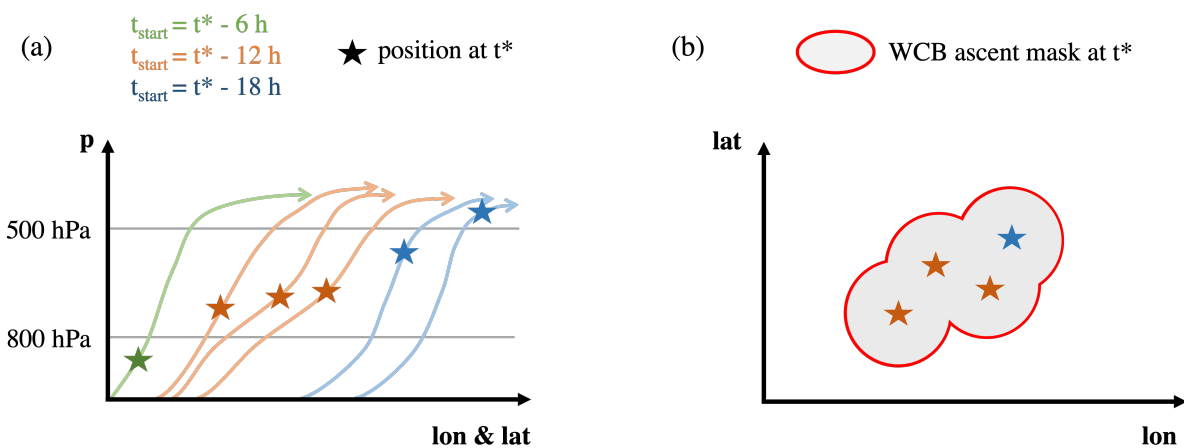 (a)
t_start = t* - 6 h
t_start = t* - 12 h
t_start = t* - 18 h
position at t*
p
500 hPa
800 hPa
lon & lat
(b)
WCB ascent mask at t*
lat
lon